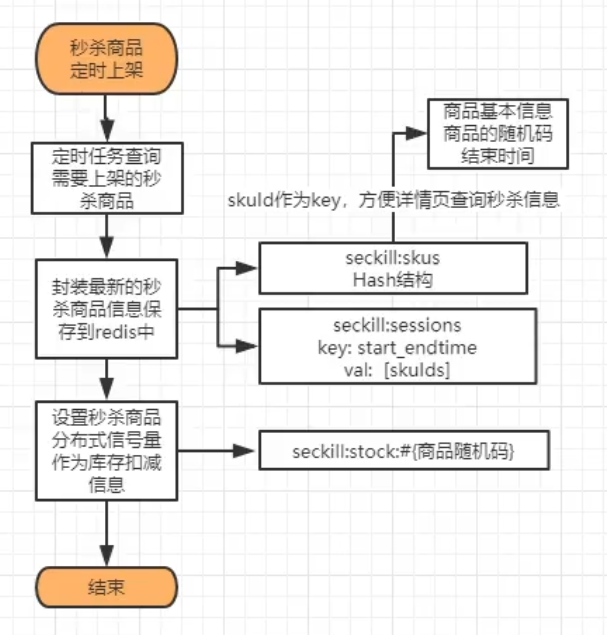 秒杀商品
定时上架
定时任务查询
需要上架的秒
杀商品
商品基本信息
商品的随机码
结束时间
skuId作为key，方便详情页查询秒杀信息
封装最新的秒
杀商品信息保
存到redis中
seckill:skus
Hash结构
seckill:sessions
key: start_endtime
val: [skuIds]
设置秒杀商品
分布式信号量
作为库存扣减
信息
seckill:stock:#{商品随机码}
结束